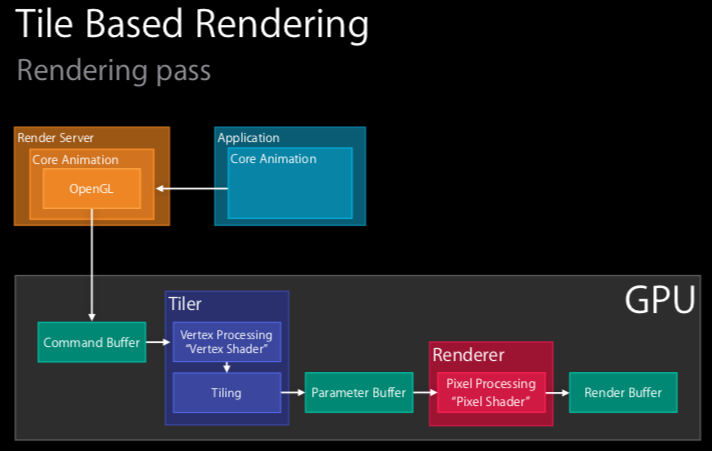 Tile Based Rendering
Rendering pass
Render Server
Core Animation
OpenGL
Application
Core Animation
GPU
Command Buffer
Tiler
Vertex Processing
“Vertex Shader”
Tiling
Parameter Buffer
Renderer
Pixel Processing
“Pixel Shader”
Render Buffer